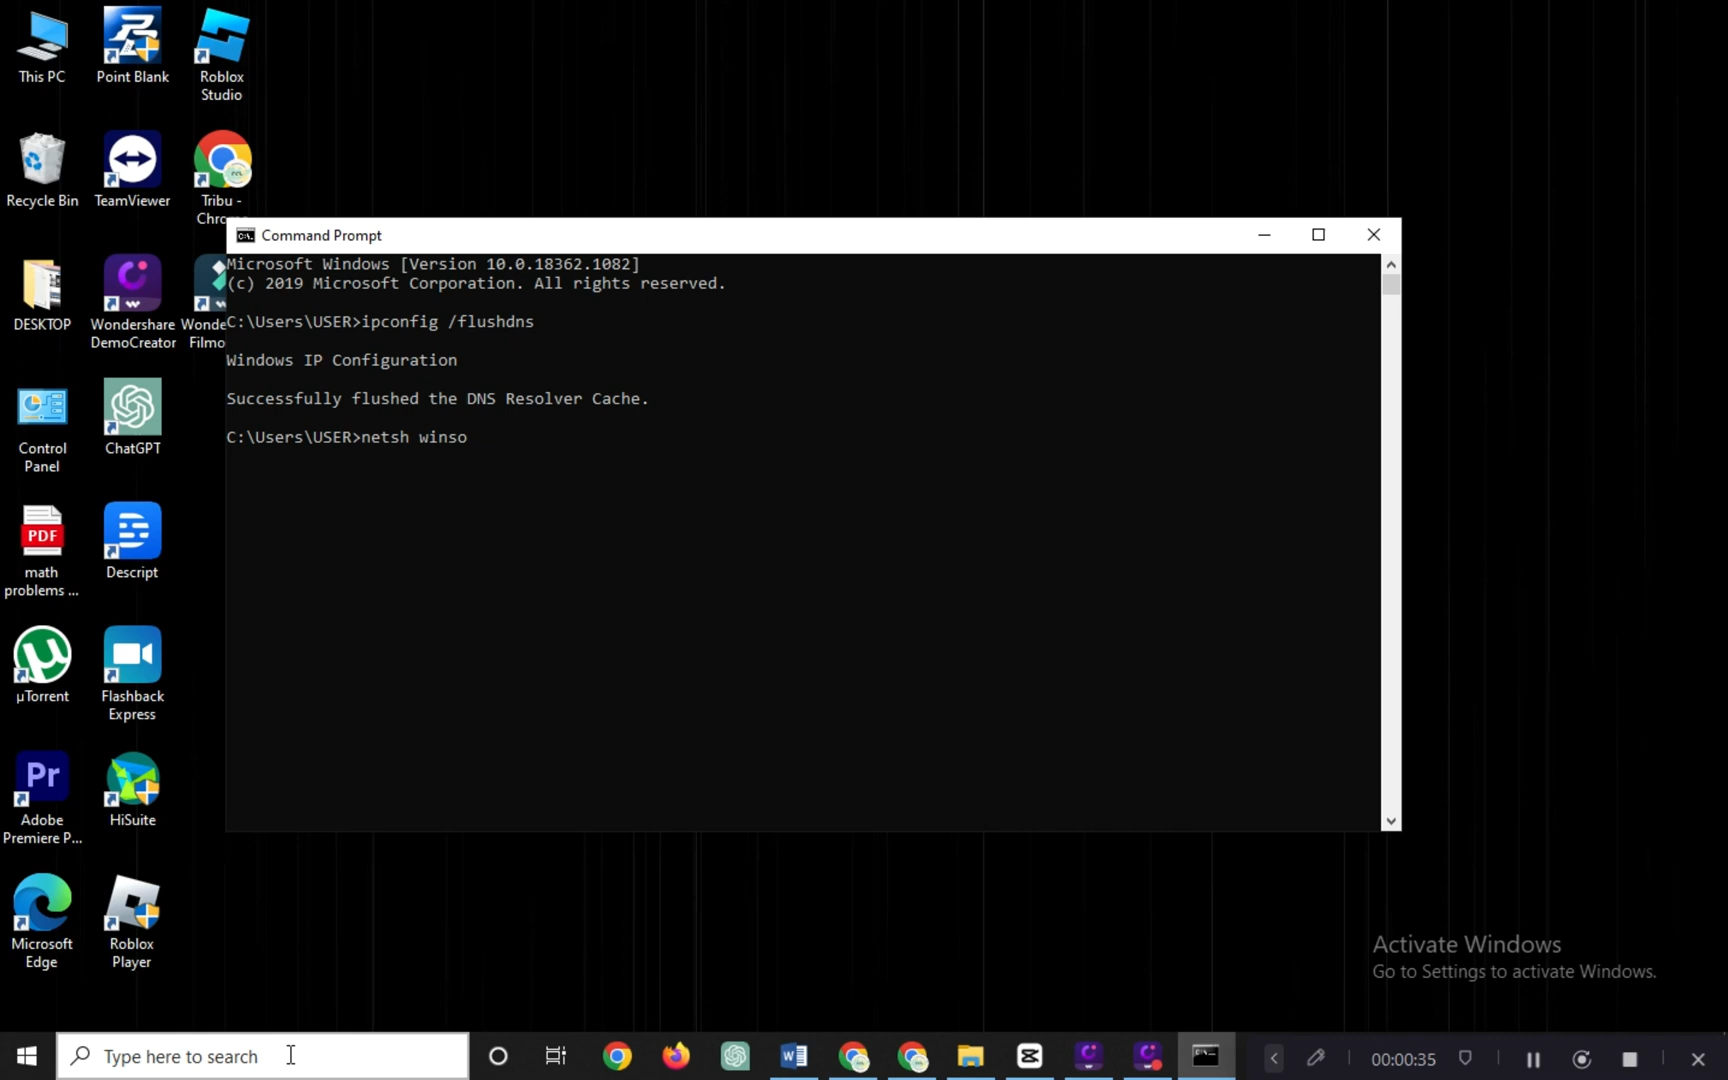 This PC
Point Blank
Roblox
Studio
Recycle Bin
TeamViewer
Tribu -
DESKTOP
Wondershare
DemoCreator
Control
Panel
ChatGPT
PDF
math
problems ...
Descript
µTorrent
Flashback
Express
Pr
Adobe
Premiere P...
HiSuite
Microsoft
Edge
Roblox
Player
Command Prompt
Microsoft Windows [Version 10.0.18362.1082]
(c) 2019 Microsoft Corporation. All rights reserved.
C:\Users\USER>ipconfig /flushdns
Windows IP Configuration
Successfully flushed the DNS Resolver Cache.
C:\Users\USER>netsh winso
Activate Windows
Go to Settings to activate Windows.
Type here to search
00:00:35